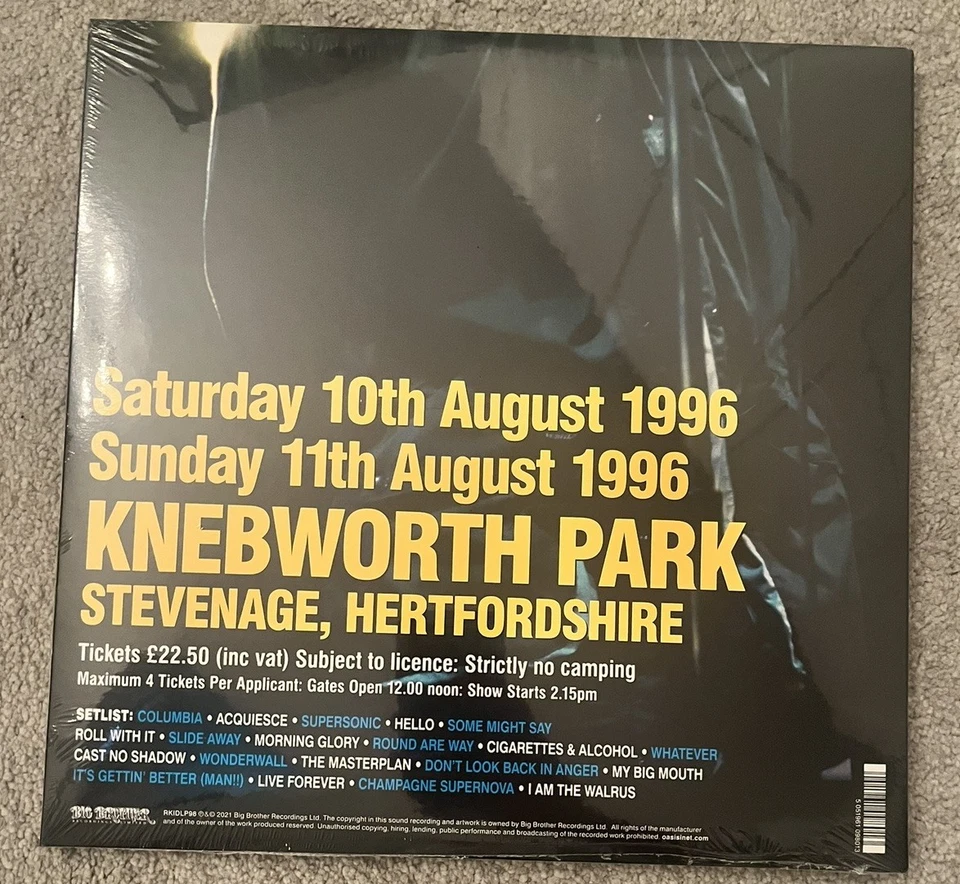 Saturday 10th August 1996
Sunday 11th August 1996
KNEBWORTH PARK
STEVENAGE, HERTFORDSHIRE
Tickets £22.50 (inc vat) Subject to licence: Strictly no camping
Maximum 4 Tickets Per Applicant: Gates Open 12.00 noon: Show Starts 2.15pm
SETLIST: COLUMBIA • ACQUIESCE • SUPERSONIC • HELLO • SOME MIGHT SAY
ROLL WITH IT • SLIDE AWAY • MORNING GLORY • ROUND ARE WAY • CIGARETTES & ALCOHOL • WHATEVER
CAST NO SHADOW • WONDERWALL • THE MASTERPLAN • DON'T LOOK BACK IN ANGER • MY BIG MOUTH
IT'S GETTIN' BETTER (MAN!!) • LIVE FOREVER • CHAMPAGNE SUPERNOVA • I AM THE WALRUS
BIG BROTHER
RECORDINGS LIMITED
RKIDLP98 ℗&© 2021 Big Brother Recordings Ltd. The copyright in this sound recording and artwork is owned by Big Brother Recordings Ltd. All rights of the manufacturer
and of the owner of the work produced reserved. Unauthorised copying, hiring, lending, public performance and broadcasting of the recorded work prohibited. oasisinet.com